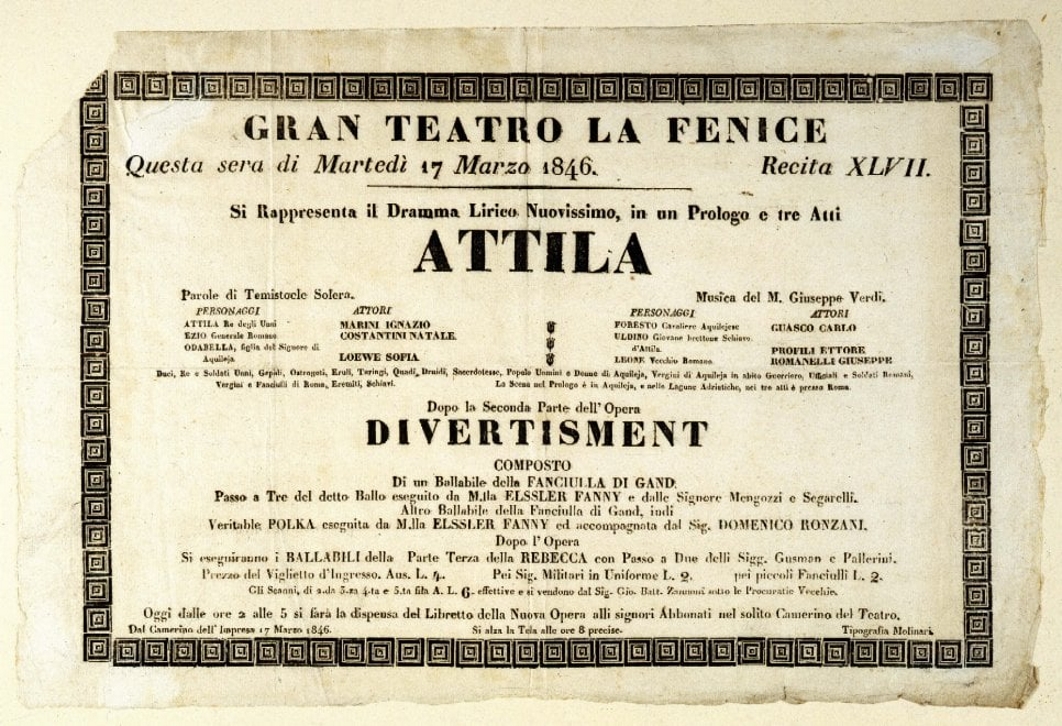 GRAN TEATRO LA FENICE
Questa sera di Martedì 17 Marzo 1846. Recita XLVII.
Si Rappresenta il Dramma Lirico Nuovissimo, in un Prologo e tre Atti
ATTILA
Parole di Temistocle Solera. Musica del M. Giuseppe Verdi.
PERSONAGGI ATTORI PERSONAGGI ATTORI
ATTILA Re degli Unni MARINI IGNAZIO
EZIO Generale Romano COSTANTINI NATALE.
ODABELLA, figlia del Signore di
Aquileja. LOEWE SOFIA
FORESTO Cavaliere Aquilejese GUASCO CARLO
ULDINO Giovane brettone Schiavo
d'Attila. PROFILI ETTORE
LEONE Vecchio Romano. ROMANELLI GIUSEPPE
Duci, Re e Soldati Unni, Gepidi, Ostrogoti, Eruli, Turingi, Quadi, Druidi, Sacerdotesse, Popolo Uomini e Donne di Aquileja, Vergini di Aquileja in abito Guerriero, Ufficiali e Soldati Romani,
Vergini e Fanciulli di Roma, Eremiti, Schiavi. La Scena nel Prologo è in Aquileja, e nelle Lagune Adriatiche, nei tre atti è presso Roma.
Dopo la Seconda Parte dell'Opera
DIVERTISMENT
COMPOSTO
Di un Ballabile della FANCIULLA DI GAND.
Passo a Tre del detto Ballo eseguito da M.lla ELSSLER FANNY e dalle Signore Mengozzi e Segarelli.
Altro Ballabile della Fanciulla di Gand, indi
Veritable POLKA eseguita da M.lla ELSSLER FANNY ed accompagnata dal Sig. DOMENICO RONZANI.
Dopo l'Opera
Si eseguiranno i BALLABILI della Parte Terza della REBECCA con Passo a Due delli Sigg. Gusman e Pallerini.
Prezzo del Viglietto d'Ingresso. Aus. L. 4. Pei Sig. Militari in Uniforme L. 2. pei piccoli Fanciulli L. 2.
Gli Scanni, di 2.da 3.za 4.ta e 5.ta fila A. L. 6. effettive e si vendono dal Sig. Gio. Batt. Zannoni sotto le Procuratie Vecchie.
Oggi dalle ore 2 alle 5 si farà la dispensa del Libretto della Nuova Opera alli signori Abbonati nel solito Camerino del Teatro.
Dal Camerino dell'Impresa 17 Marzo 1846. Si alza la Tela alle ore 8 precise. Tipografia Molinari.